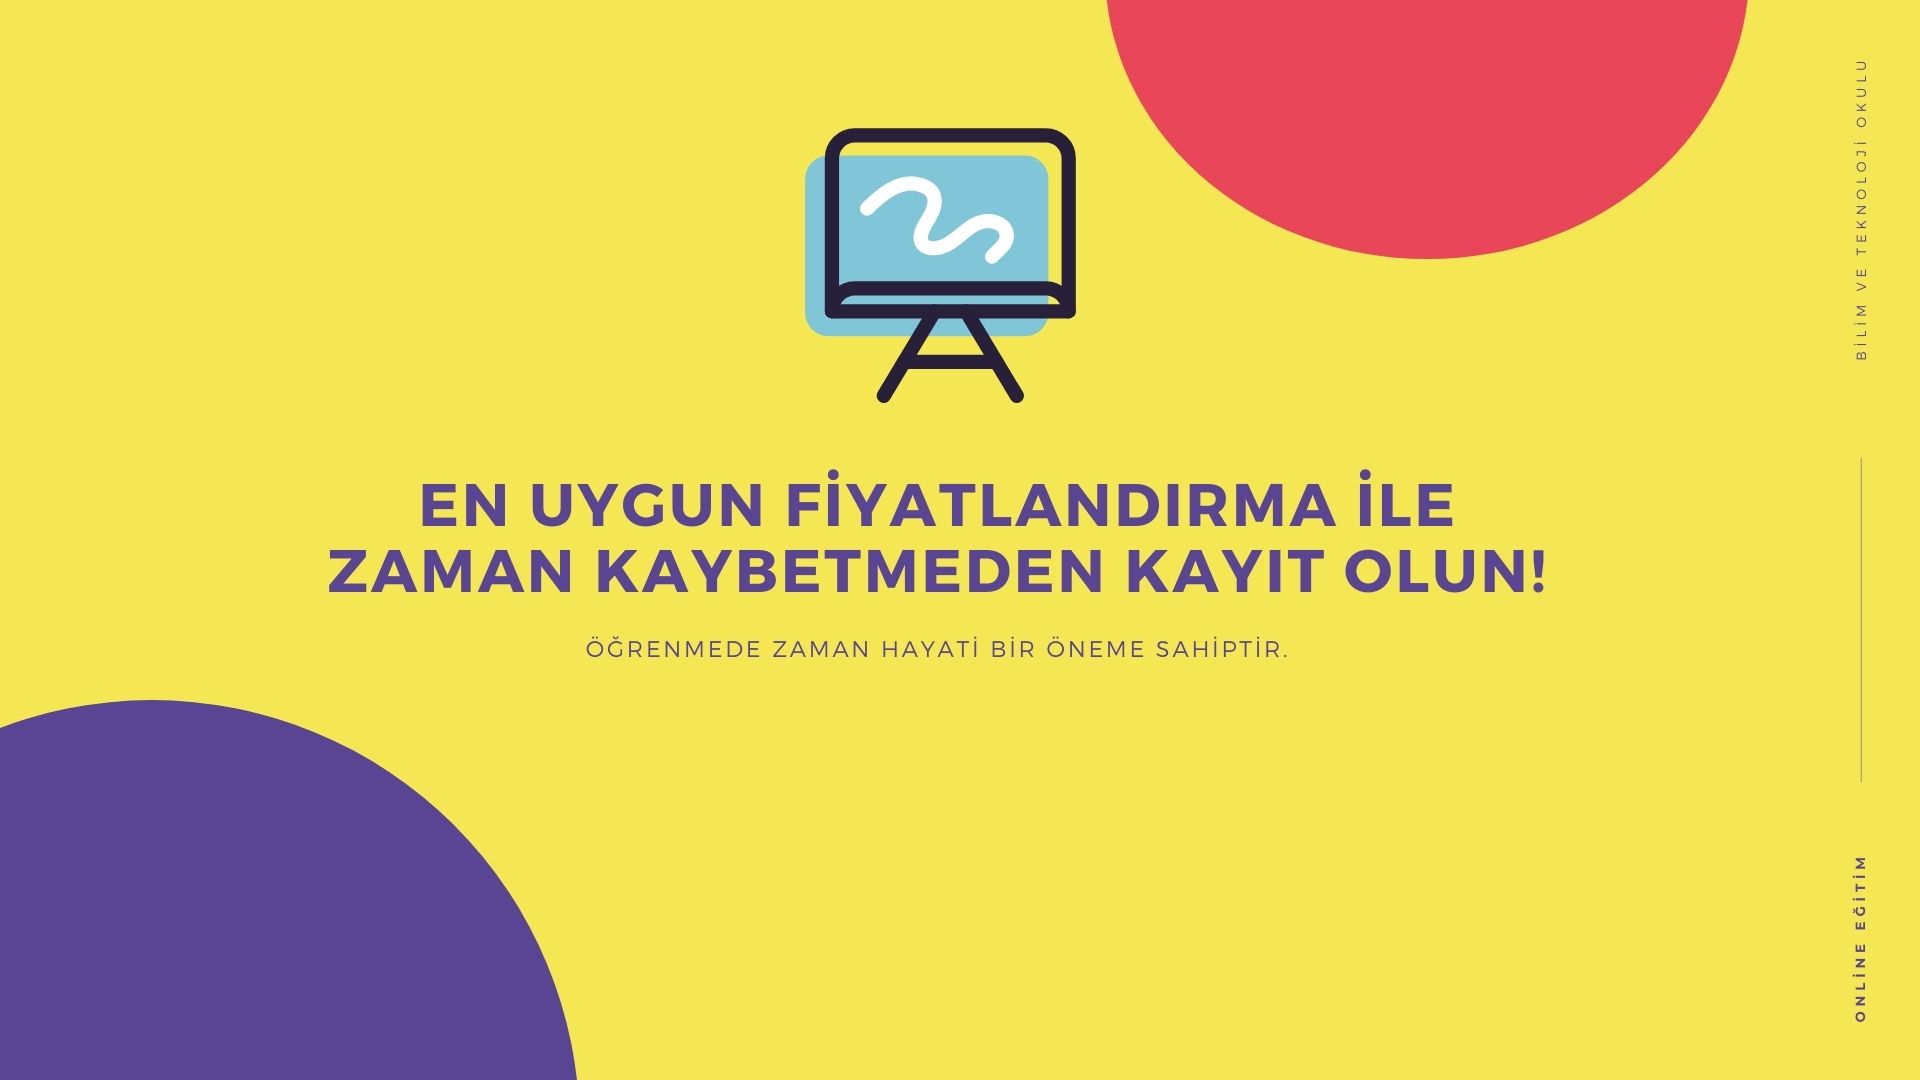 EN UYGUN FİYATLANDIRMA İLE
ZAMAN KAYBETMEDEN KAYIT OLUN!
ÖĞRENMEDE ZAMAN HAYATİ BİR ÖNEME SAHİPTİR.
BİLİM VE TEKNOLOJİ OKULU
ONLİNE EĞİTİM